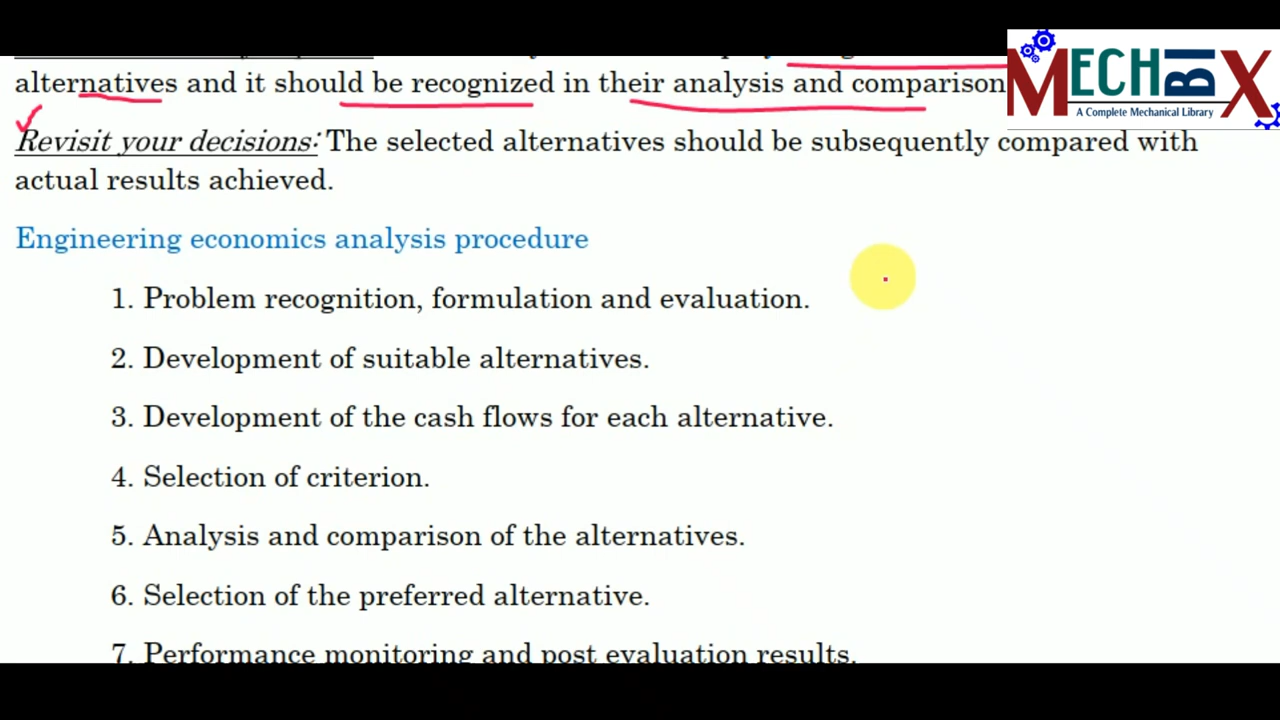 alternatives and it should be recognized in their analysis and comparison
Revisit your decisions: The selected alternatives should be subsequently compared with
actual results achieved.
Engineering economics analysis procedure
1. Problem recognition, formulation and evaluation.
2. Development of suitable alternatives.
3. Development of the cash flows for each alternative.
4. Selection of criterion.
5. Analysis and comparison of the alternatives.
6. Selection of the preferred alternative.
7. Performance monitoring and post evaluation results.
MECH BI X
A Complete Mechanical Library